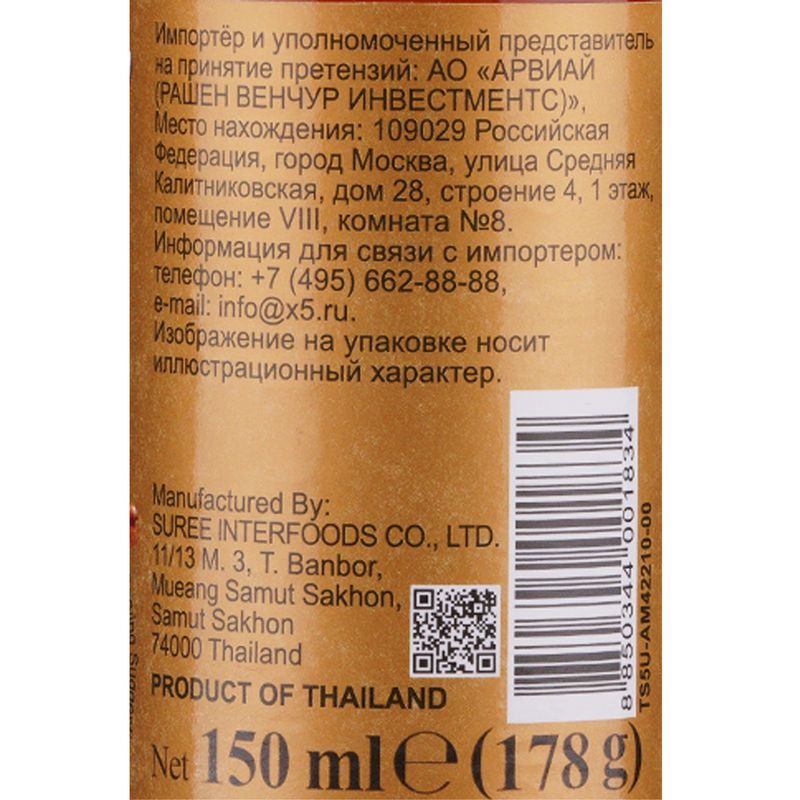 Импортёр и уполномоченный представитель
на принятие претензий: АО «АРВИАЙ
(РАШЕН ВЕНЧУР ИНВЕСТМЕНТС)»,
Место нахождения: 109029 Российская
Федерация, город Москва, улица Средняя
Калитниковская, дом 28, строение 4, 1 этаж,
помещение VIII, комната №8.
Информация для связи с импортером:
телефон: +7 (495) 662-88-88,
e-mail: info@x5.ru.
Изображение на упаковке носит
иллюстрационный характер.
Manufactured By:
SUREE INTERFOODS CO., LTD.
11/13 M. 3, T. Banbor,
Mueang Samut Sakhon,
Samut Sakhon
74000 Thailand
PRODUCT OF THAILAND
Net 150 ml e (178 g)
8 850344 001834
TS5U-AM42210-00